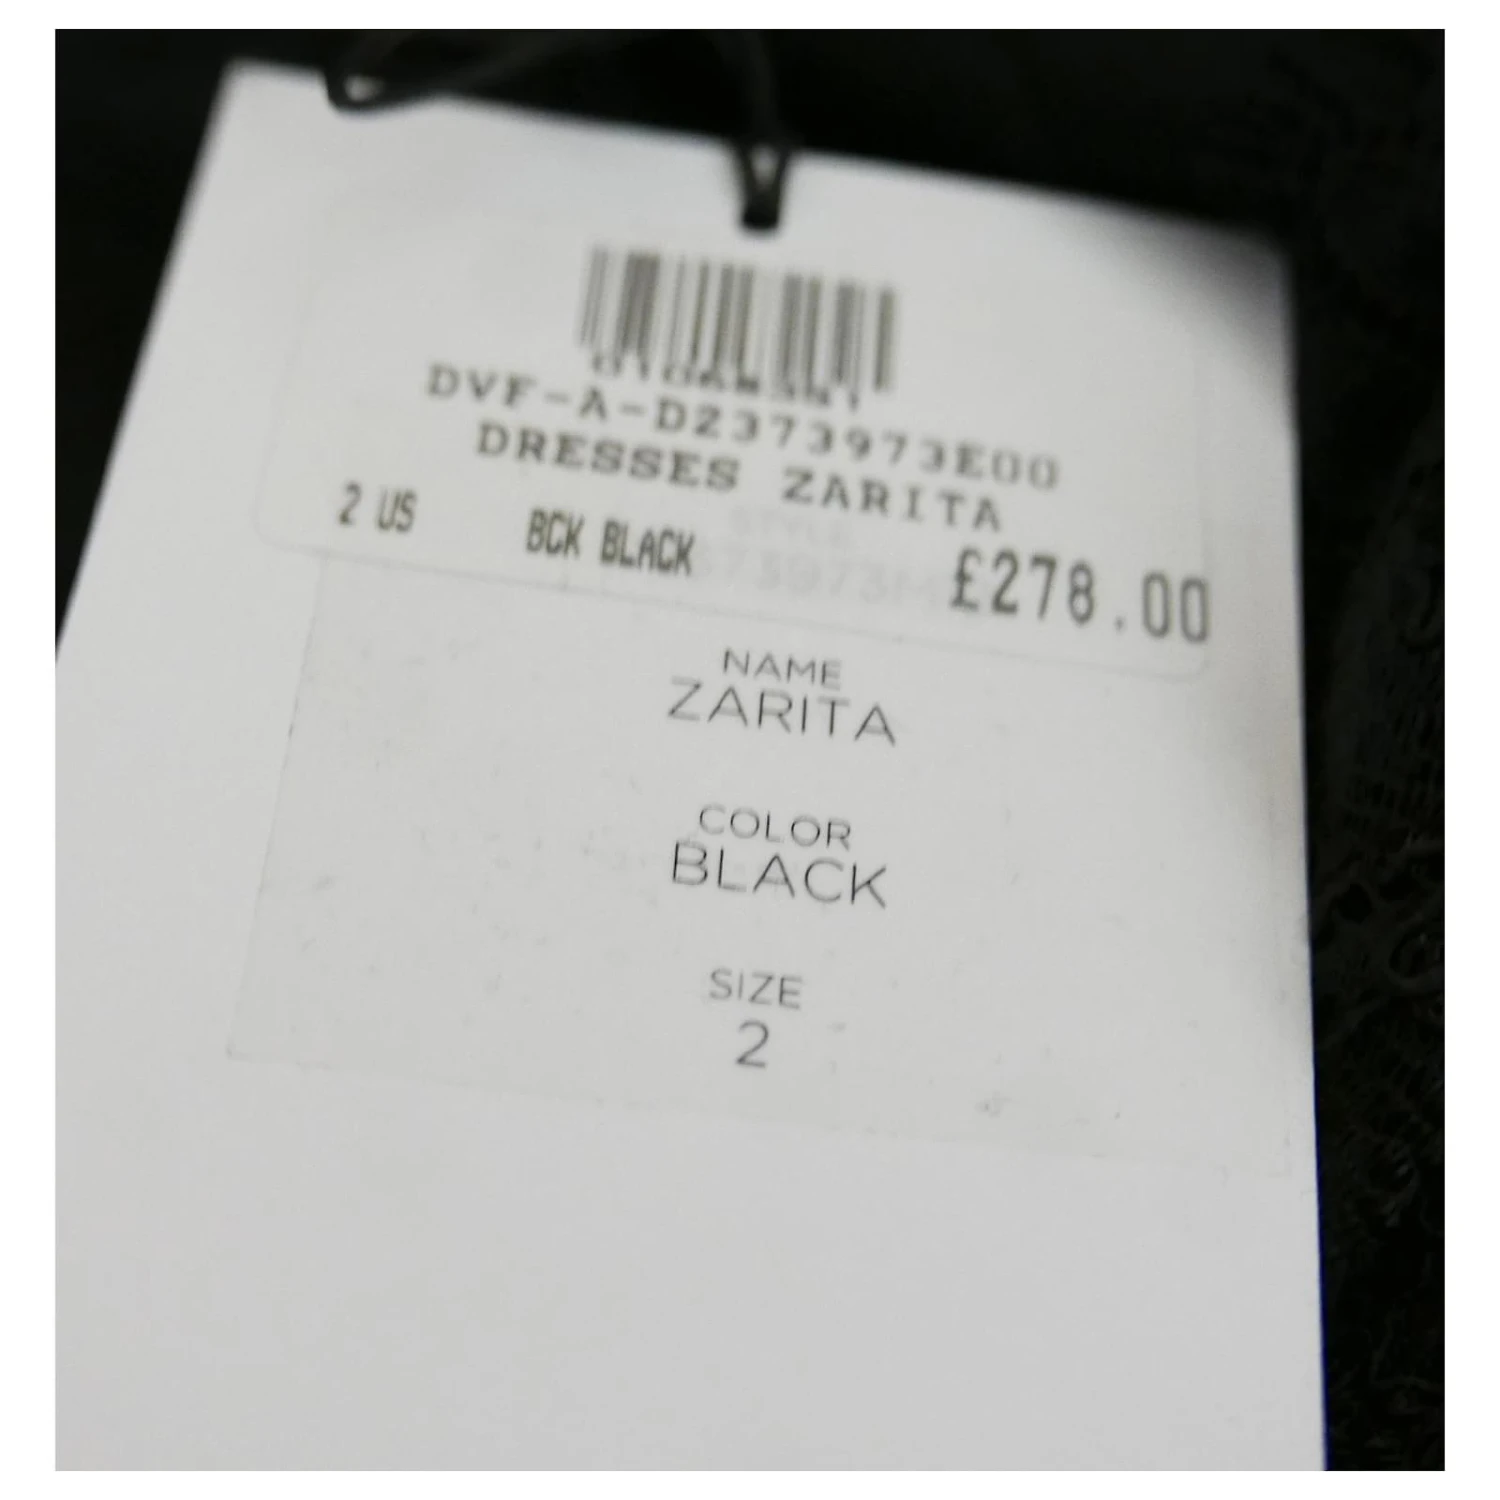 DVF-A-D2373973E00
DRESSES ZARITA
2 US BCK BLACK £278.00
NAME
ZARITA
COLOR
BLACK
SIZE
2